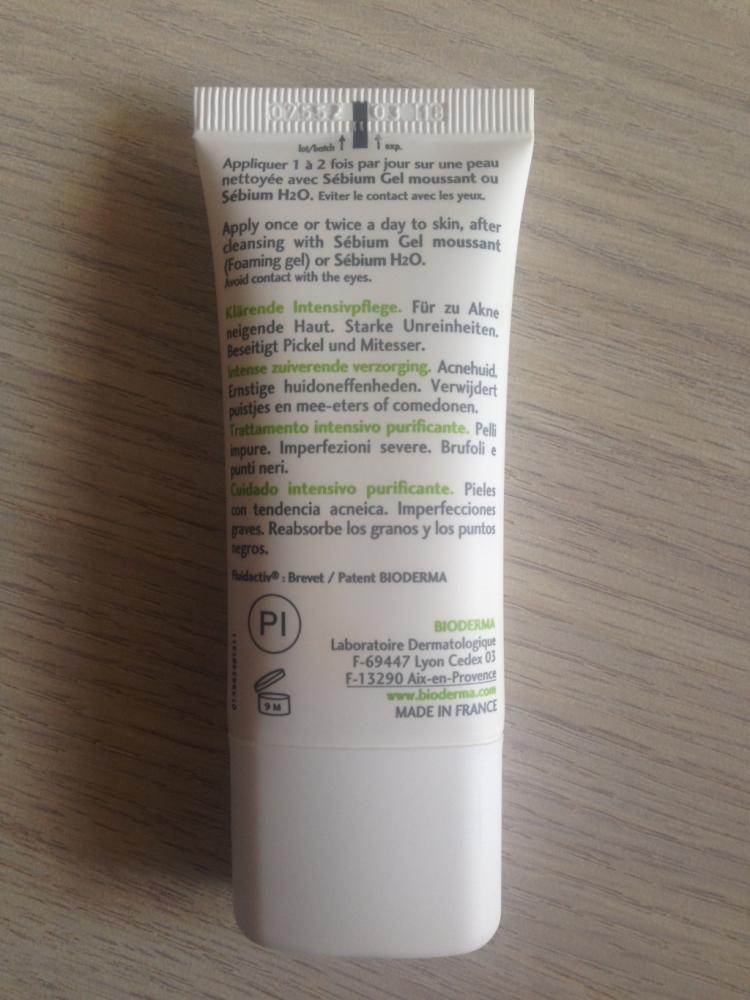 03 18
lot/batch exp.
Appliquer 1 à 2 fois par jour sur une peau
nettoyée avec Sébium Gel moussant ou
Sébium H2O. Eviter le contact avec les yeux.
Apply once or twice a day to skin, after
cleansing with Sébium Gel moussant
(Foaming gel) or Sébium H2O.
Avoid contact with the eyes.
Klärende Intensivpflege. Für zu Akne
neigende Haut. Starke Unreinheiten.
Beseitigt Pickel und Mitesser.
Intense zuiverende verzorging. Acnehuid.
Ernstige huidoneffenheden. Verwijdert
puistjes en mee-eters of comedonen.
Trattamento intensivo purificante. Pelli
impure. Imperfezioni severe. Brufoli e
punti neri.
Cuidado intensivo purificante. Pieles
con tendencia acneica. Imperfecciones
graves. Reabsorbe los granos y los puntos
negros.
Fluidactiv® : Brevet / Patent BIODERMA
PI
BIODERMA
Laboratoire Dermatologique
F-69447 Lyon Cedex 03
F-13290 Aix-en-Provence
www.bioderma.com
MADE IN FRANCE
9 M